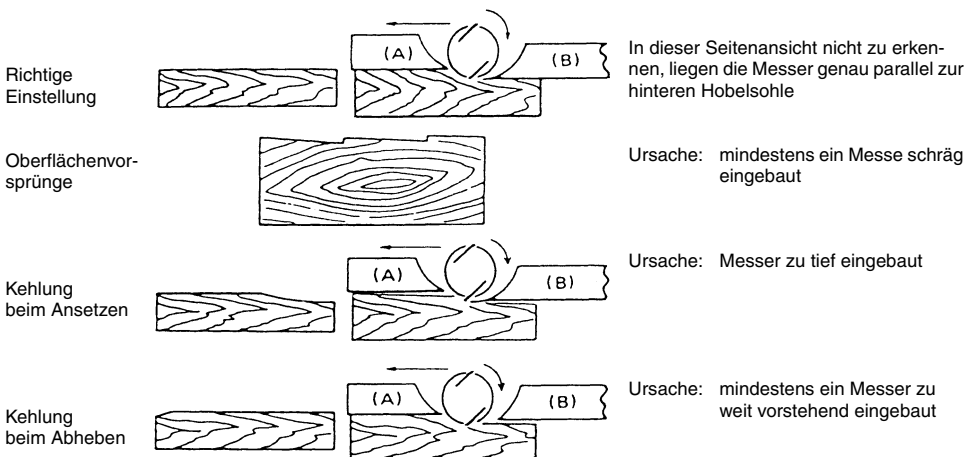 Richtige
Einstellung
(A)
(B)
In dieser Seitenansicht nicht zu erken-
nen, liegen die Messer genau parallel zur
hinteren Hobelsohle
Oberflächenvor-
sprünge
Ursache: mindestens ein Messe schräg
eingebaut
Kehlung
beim Ansetzen
(A)
(B)
Ursache: Messer zu tief eingebaut
Kehlung
beim Abheben
(A)
(B)
Ursache: mindestens ein Messer zu
weit vorstehend eingebaut